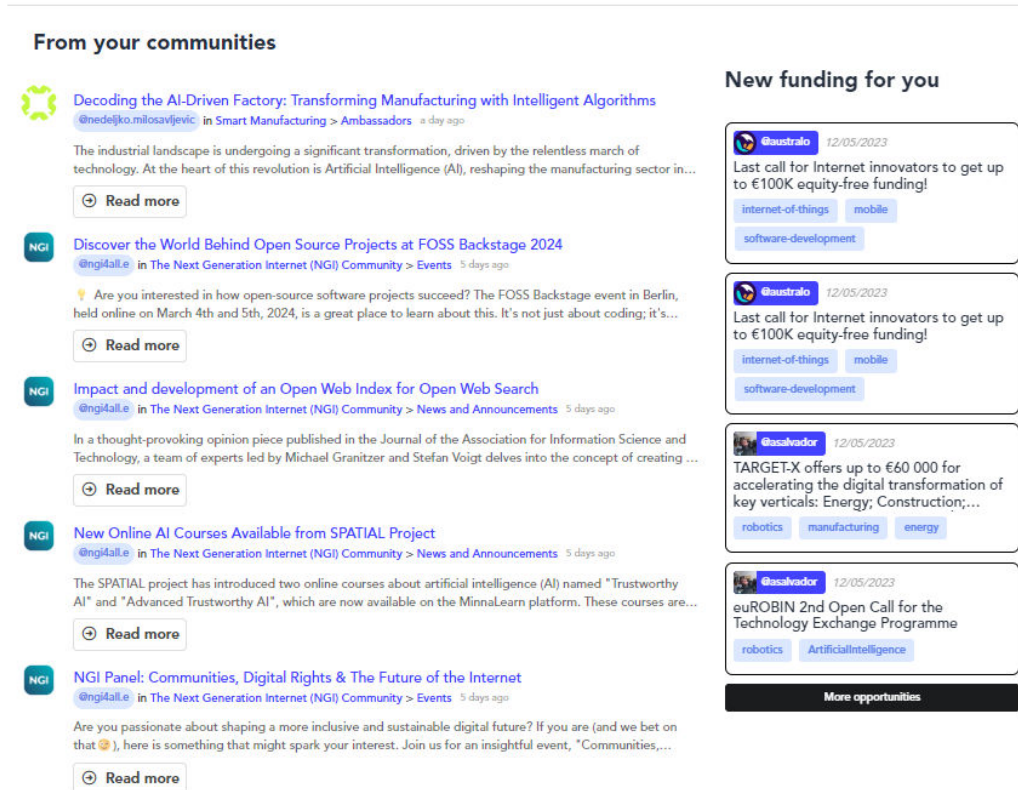 From your communities
Decoding the AI-Driven Factory: Transforming Manufacturing with Intelligent Algorithms
@nedeljko.milosavljevic in Smart Manufacturing > Ambassadors a day ago
The industrial landscape is undergoing a significant transformation, driven by the relentless march of
technology. At the heart of this revolution is Artificial Intelligence (AI), reshaping the manufacturing sector in...
Read more
NGI
Discover the World Behind Open Source Projects at FOSS Backstage 2024
@ngi4all.e in The Next Generation Internet (NGI) Community > Events 5 days ago
💡 Are you interested in how open-source software projects succeed? The FOSS Backstage event in Berlin,
held online on March 4th and 5th, 2024, is a great place to learn about this. It's not just about coding; it's...
Read more
NGI
Impact and development of an Open Web Index for Open Web Search
@ngi4all.e in The Next Generation Internet (NGI) Community > News and Announcements 5 days ago
In a thought-provoking opinion piece published in the Journal of the Association for Information Science and
Technology, a team of experts led by Michael Granitzer and Stefan Voigt delves into the concept of creating ...
Read more
NGI
New Online AI Courses Available from SPATIAL Project
@ngi4all.e in The Next Generation Internet (NGI) Community > News and Announcements 5 days ago
The SPATIAL project has introduced two online courses about artificial intelligence (AI) named "Trustworthy
AI" and "Advanced Trustworthy AI", which are now available on the MinnaLearn platform. These courses are...
Read more
NGI
NGI Panel: Communities, Digital Rights & The Future of the Internet
@ngi4all.e in The Next Generation Internet (NGI) Community > Events 5 days ago
Are you passionate about shaping a more inclusive and sustainable digital future? If you are (and we bet on
that 😉), here is something that might spark your interest. Join us for an insightful event, "Communities,...
Read more
New funding for you
@australo 12/05/2023
Last call for Internet innovators to get up
to €100K equity-free funding!
internet-of-things mobile
software-development
@australo 12/05/2023
Last call for Internet innovators to get up
to €100K equity-free funding!
internet-of-things mobile
software-development
@asalvador 12/05/2023
TARGET-X offers up to €60 000 for
accelerating the digital transformation of
key verticals: Energy; Construction;...
robotics manufacturing energy
@asalvador 12/05/2023
euROBIN 2nd Open Call for the
Technology Exchange Programme
robotics ArtificialIntelligence
More opportunities